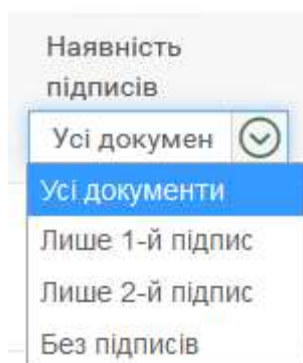 Наявність
підписів
Усі докумен
Усі документи
Лише 1-й підпис
Лише 2-й підпис
Без підписів